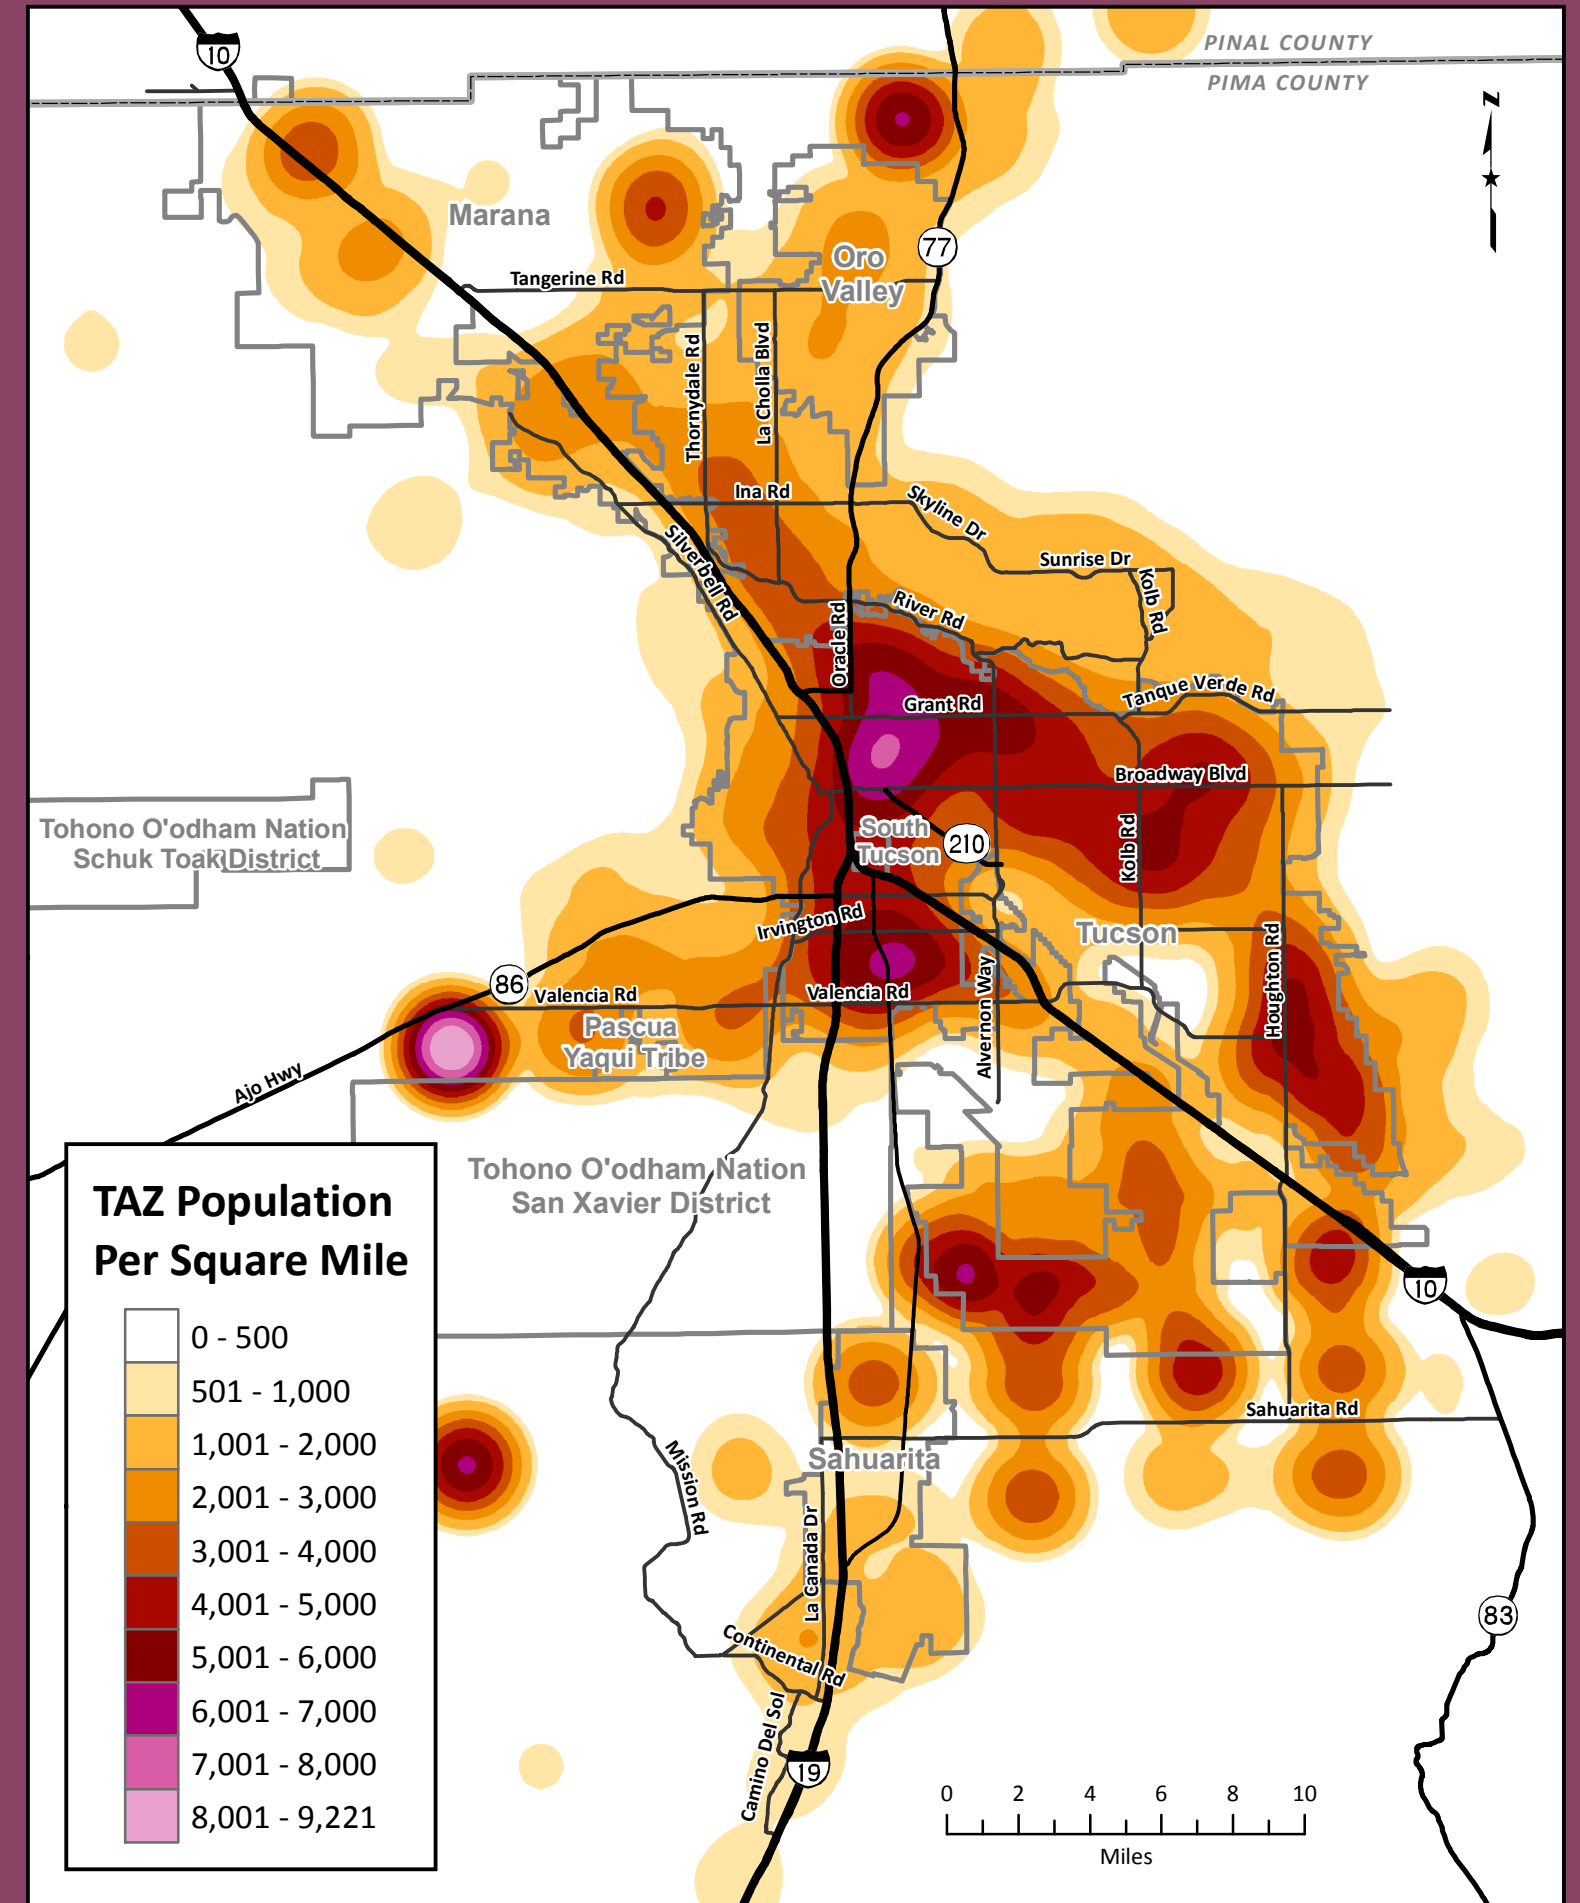 10
PINAL COUNTY
PIMA COUNTY
N
Marana
77
Oro
Valley
Tangerine Rd
Thornydale Rd
La Cholla Blvd
Ina Rd
Skyline Dr
Sunrise Dr
Kolb Rd
Silverbell Rd
River Rd
Oracle Rd
Tanque Verde Rd
Grant Rd
Broadway Blvd
Tohono O'odham Nation
Schuk Toak District
South
Tucson
210
Kolb Rd
Irvington Rd
Tucson
Houghton Rd
86
Valencia Rd
Valencia Rd
Alvernon Way
Pascua
Yaqui Tribe
Ajo Hwy
Tohono O'odham Nation
San Xavier District
10
Sahuarita Rd
Sahuarita
Mission Rd
La Canada Dr
83
Continental Rd
Camino Del Sol
19
TAZ Population
Per Square Mile
0 - 500
501 - 1,000
1,001 - 2,000
2,001 - 3,000
3,001 - 4,000
4,001 - 5,000
5,001 - 6,000
6,001 - 7,000
7,001 - 8,000
8,001 - 9,221
0 2 4 6 8 10
Miles